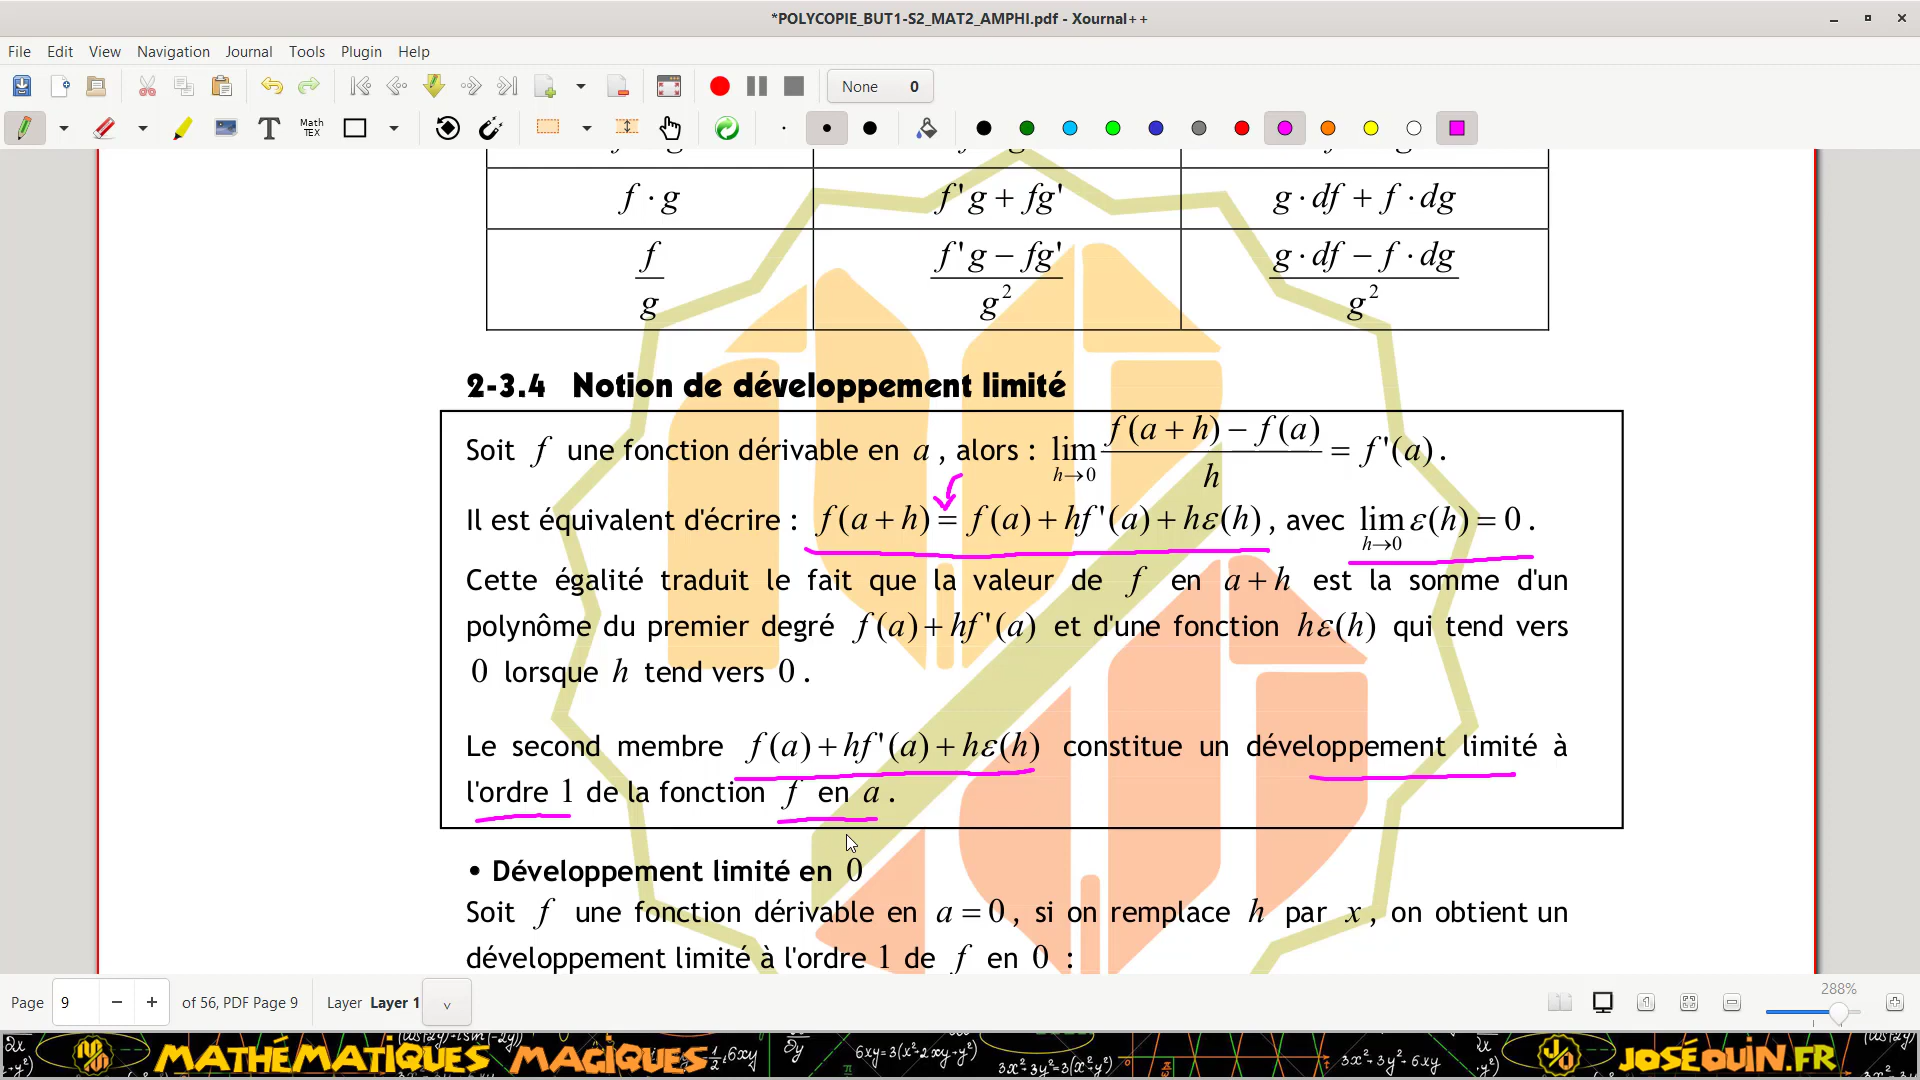 *POLYCOPIE_BUT1-S2_MAT2_AMPHI.pdf - Xournal++
File Edit View Navigation Journal Tools Plugin Help
None 0
T Math TEX
f · g f'g + fg' g · df + f · dg
f/g (f'g − fg')/g² (g · df − f · dg)/g²
2-3.4 Notion de développement limité
Soit f une fonction dérivable en a, alors : lim h→0 (f(a + h) − f(a))/h = f'(a).
Il est équivalent d'écrire : f(a + h) = f(a) + hf'(a) + hε(h), avec lim h→0 ε(h) = 0.
Cette égalité traduit le fait que la valeur de f en a + h est la somme d'un
polynôme du premier degré f(a) + hf'(a) et d'une fonction hε(h) qui tend vers
0 lorsque h tend vers 0.
Le second membre f(a) + hf'(a) + hε(h) constitue un développement limité à
l'ordre 1 de la fonction f en a.
• Développement limité en 0
Soit f une fonction dérivable en a = 0, si on remplace h par x, on obtient un
développement limité à l'ordre 1 de f en 0 :
Page 9 of 56, PDF Page 9 Layer Layer 1 288%
MATHÉMATIQUES MAGIQUES JOSÉOUIN.FR